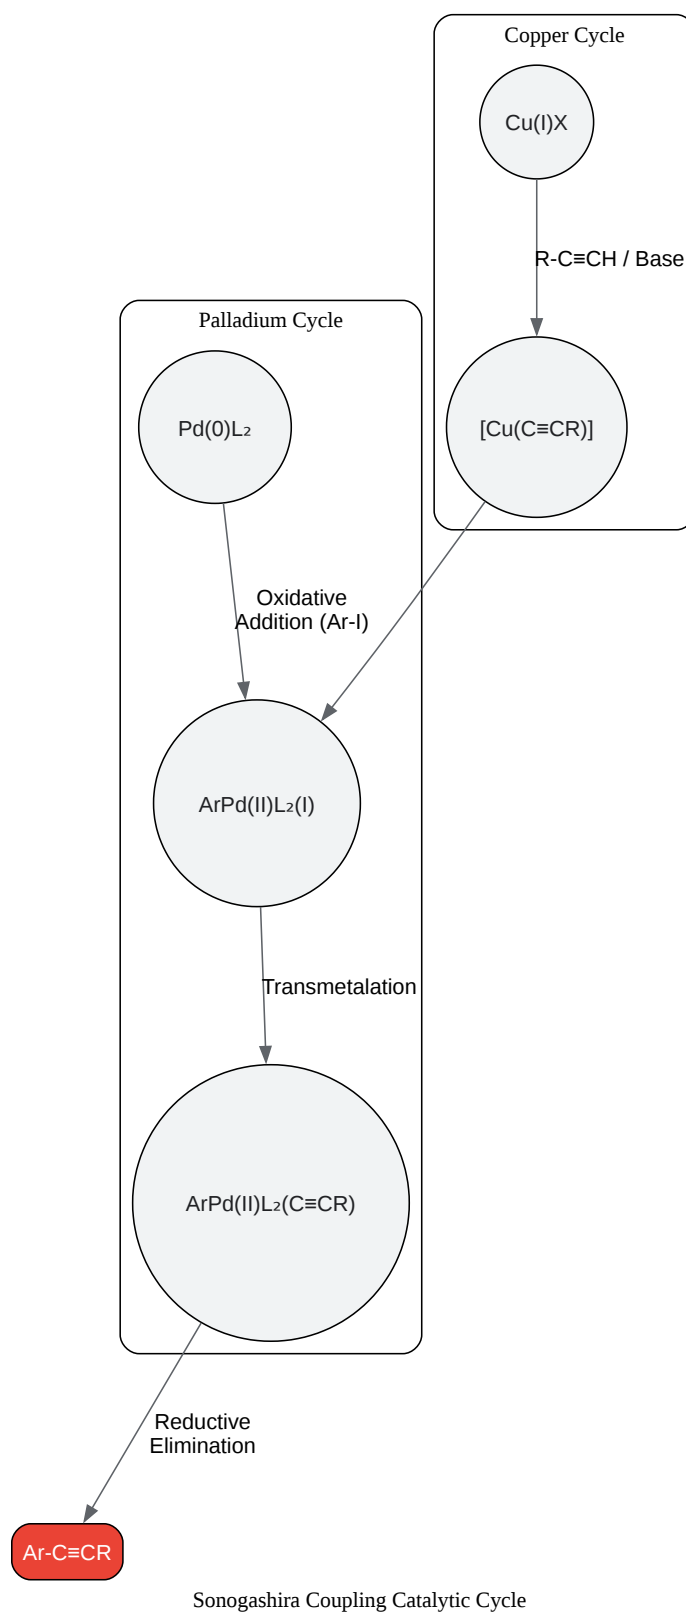 Copper Cycle
Cu(I)X
R-C≡CH / Base
Palladium Cycle
Pd(0)L₂
[Cu(C≡CR)]
Oxidative
Addition (Ar-I)
ArPd(II)L₂(I)
Transmetalation
ArPd(II)L₂(C≡CR)
Reductive
Elimination
Ar-C≡CR
Sonogashira Coupling Catalytic Cycle